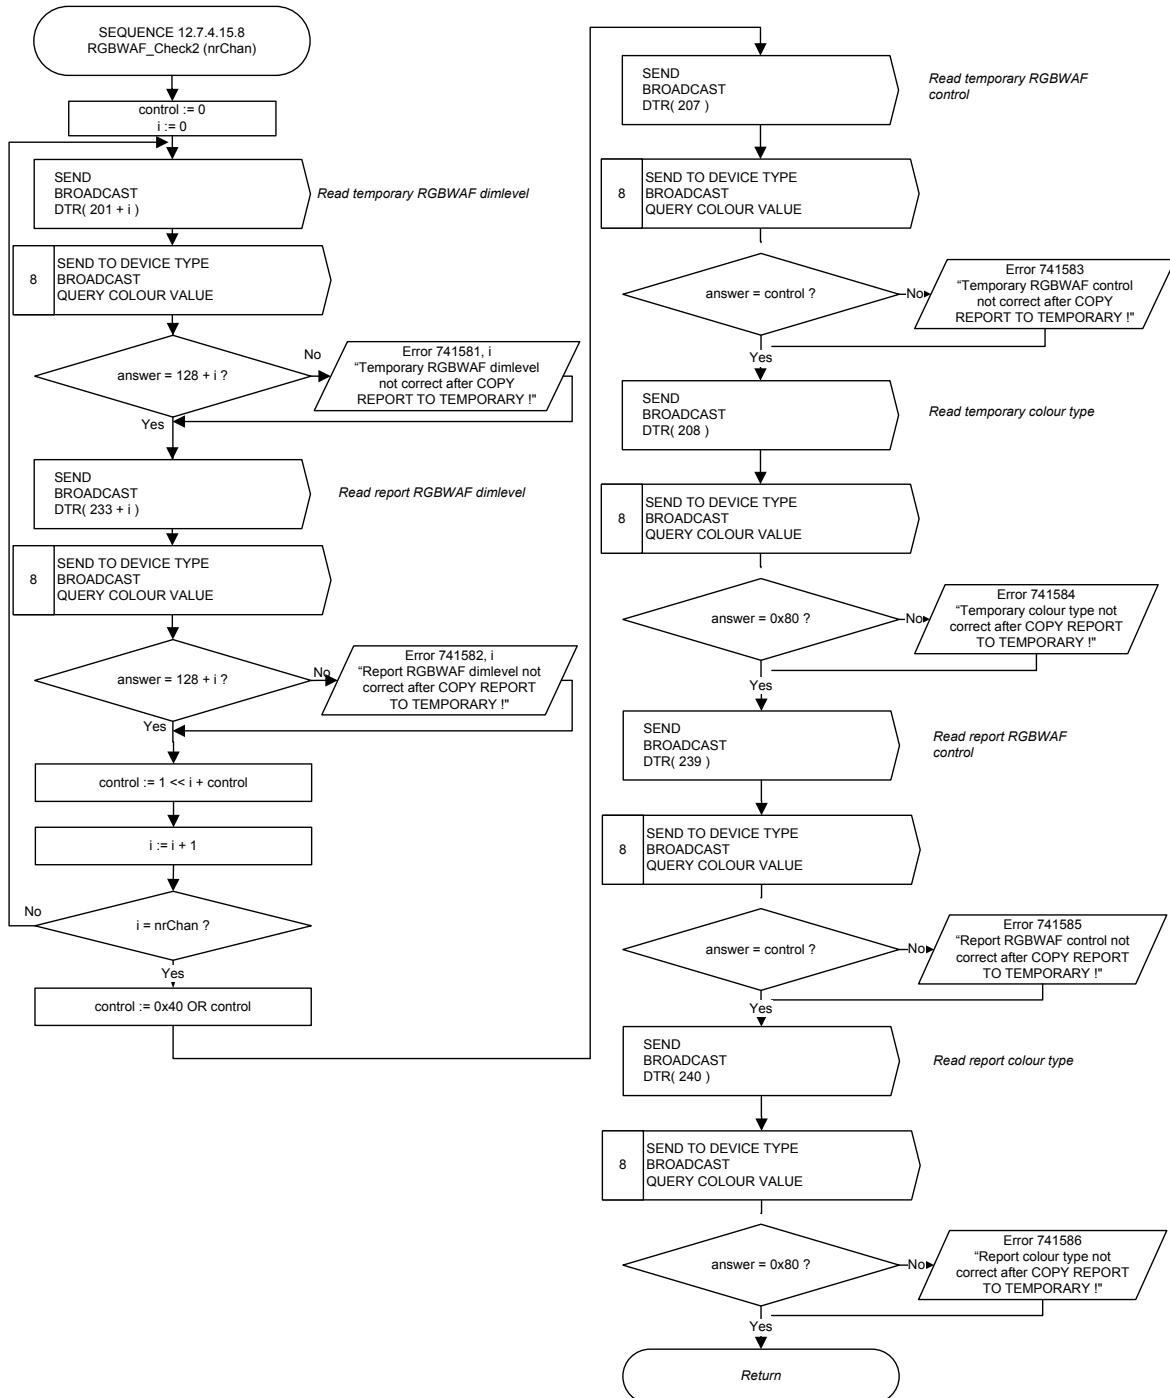 SEQUENCE 12.7.4.15.8
RGBWAF_Check2 (nrChan)
control := 0
i := 0
SEND
BROADCAST
DTR( 201 + i )
Read temporary RGBWAF dimlevel
8
SEND TO DEVICE TYPE
BROADCAST
QUERY COLOUR VALUE
answer = 128 + i ?
No
Error 741581, i
“Temporary RGBWAF dimlevel
not correct after COPY
REPORT TO TEMPORARY !"
Yes
SEND
BROADCAST
DTR( 233 + i )
Read report RGBWAF dimlevel
8
SEND TO DEVICE TYPE
BROADCAST
QUERY COLOUR VALUE
answer = 128 + i ?
No
Error 741582, i
“Report RGBWAF dimlevel not
correct after COPY REPORT
TO TEMPORARY !"
Yes
control := 1 << i + control
i := i + 1
No
i = nrChan ?
Yes
control := 0x40 OR control
SEND
BROADCAST
DTR( 207 )
Read temporary RGBWAF
control
8
SEND TO DEVICE TYPE
BROADCAST
QUERY COLOUR VALUE
answer = control ?
No
Error 741583
“Temporary RGBWAF control
not correct after COPY
REPORT TO TEMPORARY !"
Yes
SEND
BROADCAST
DTR( 208 )
Read temporary colour type
8
SEND TO DEVICE TYPE
BROADCAST
QUERY COLOUR VALUE
answer = 0x80 ?
No
Error 741584
“Temporary colour type not
correct after COPY REPORT
TO TEMPORARY !"
Yes
SEND
BROADCAST
DTR( 239 )
Read report RGBWAF
control
8
SEND TO DEVICE TYPE
BROADCAST
QUERY COLOUR VALUE
answer = control ?
No
Error 741585
“Report RGBWAF control not
correct after COPY REPORT
TO TEMPORARY !"
Yes
SEND
BROADCAST
DTR( 240 )
Read report colour type
8
SEND TO DEVICE TYPE
BROADCAST
QUERY COLOUR VALUE
answer = 0x80 ?
No
Error 741586
“Report colour type not
correct after COPY REPORT
TO TEMPORARY !"
Yes
Return